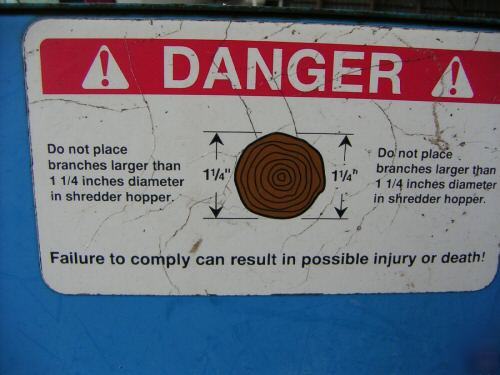 DANGER
Do not place
branches larger than
1 1/4 inches diameter
in shredder hopper.
1¼"
1¼"
Do not place
branches larger than
1 1/4 inches diameter
in shredder hopper.
Failure to comply can result in possible injury or death!